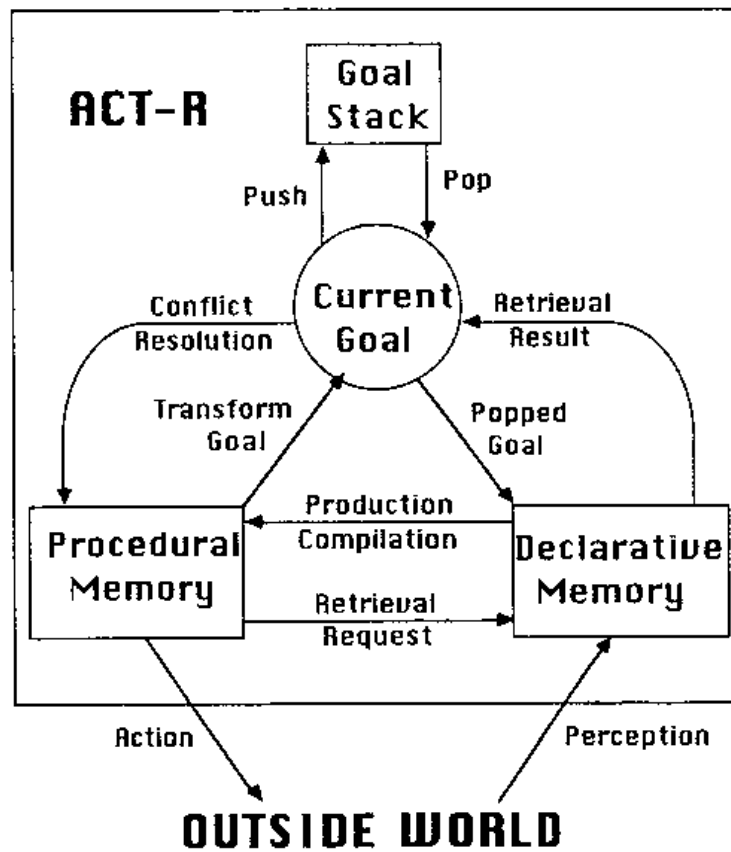 ACT-R
Goal
Stack
Push
Pop
Current
Goal
Conflict
Resolution
Retrieval
Result
Transform
Goal
Popped
Goal
Procedural
Memory
Production
Compilation
Declarative
Memory
Retrieval
Request
Action
Perception
OUTSIDE WORLD